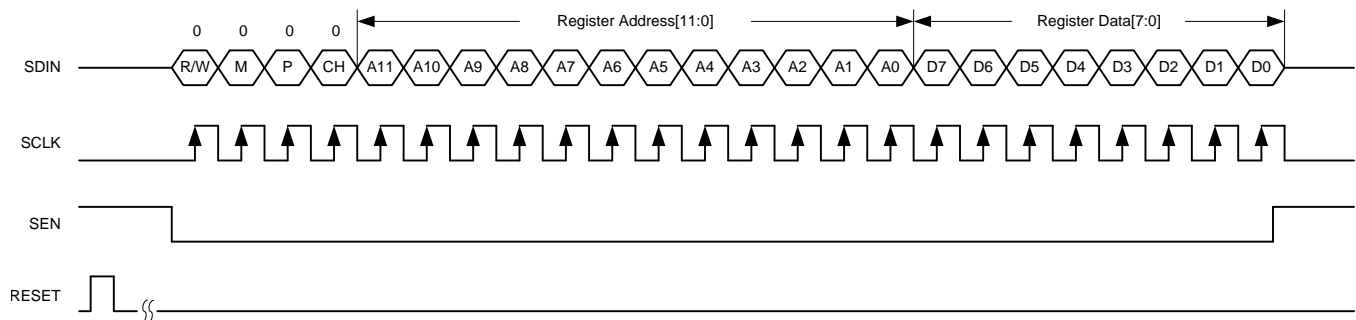 Register Address[11:0] Register Data[7:0]
0 0 0 0
SDIN R/W M P CH A11 A10 A9 A8 A7 A6 A5 A4 A3 A2 A1 A0 D7 D6 D5 D4 D3 D2 D1 D0
SCLK
SEN
RESET